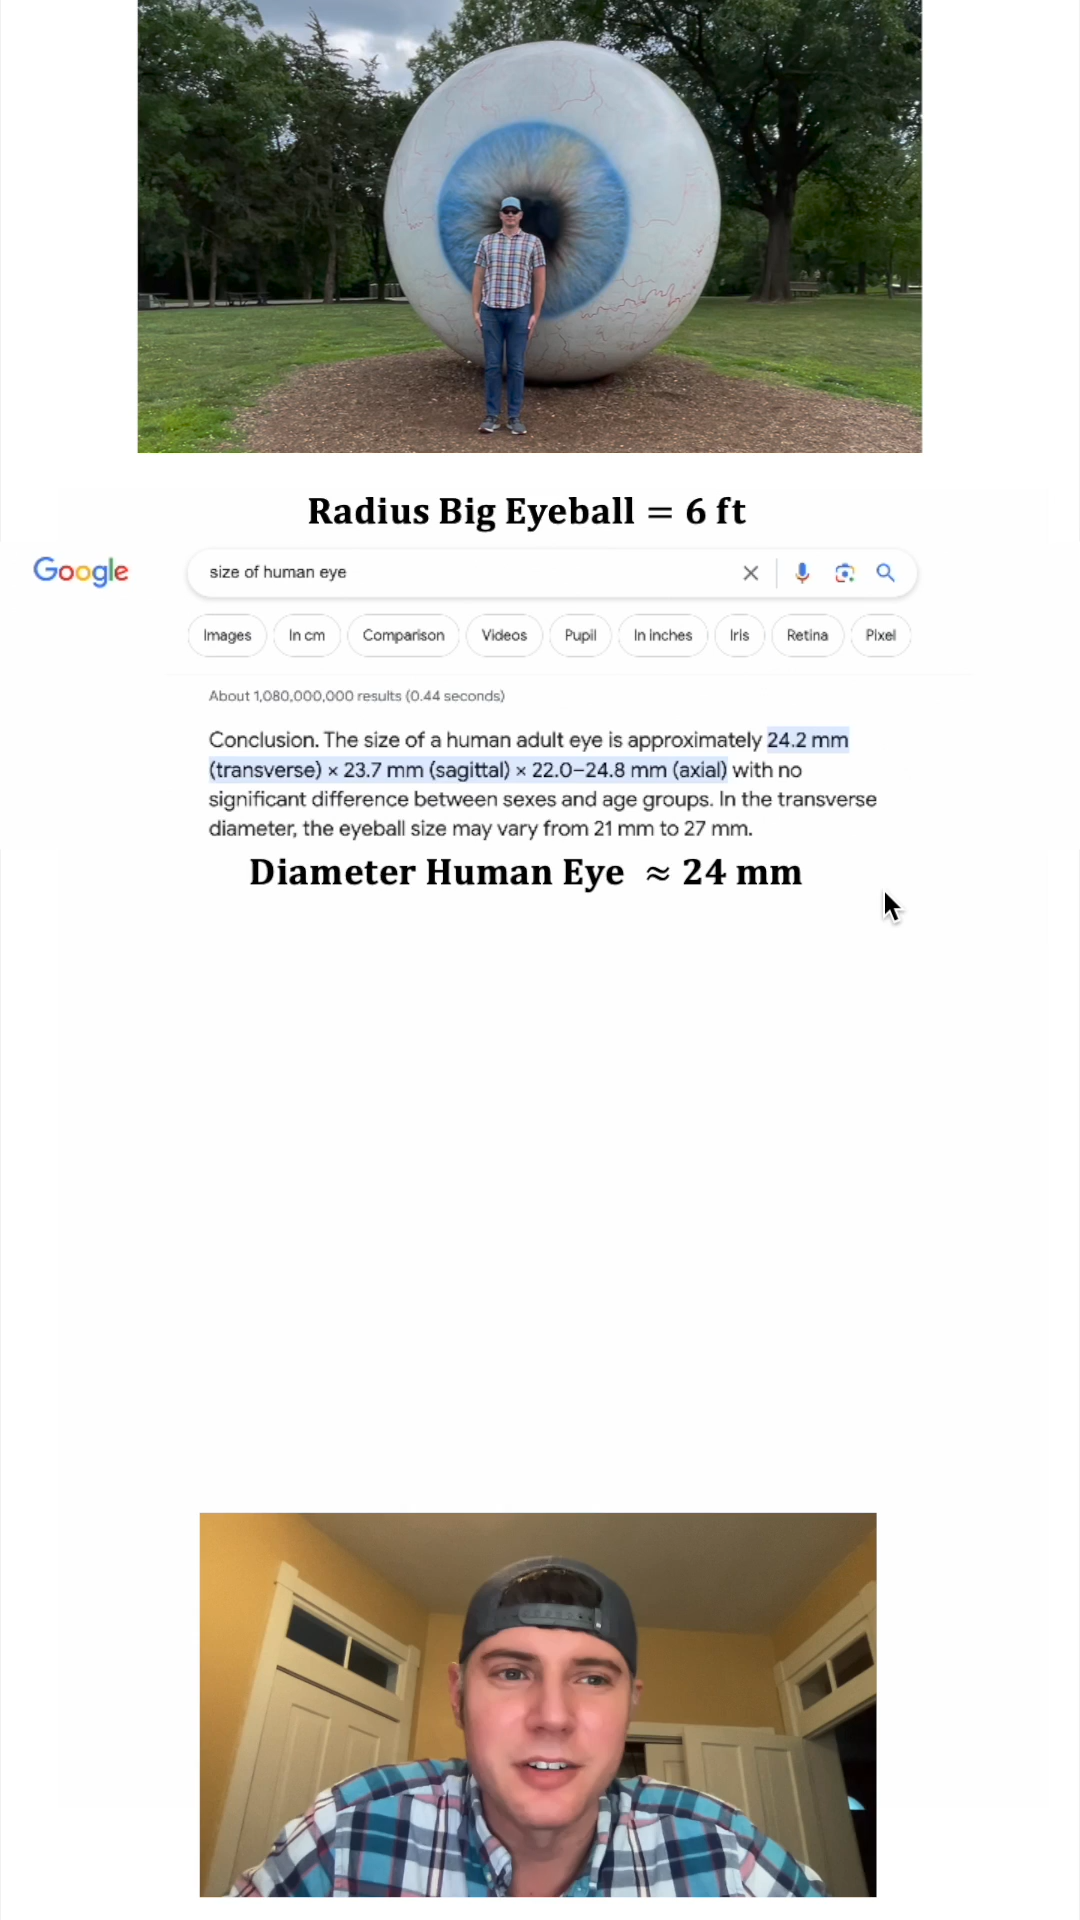 Radius Big Eyeball = 6 ft
Google
size of human eye
Images In cm Comparison Videos Pupil In inches Iris Retina Pixel
About 1,080,000,000 results (0.44 seconds)
Conclusion. The size of a human adult eye is approximately 24.2 mm
(transverse) × 23.7 mm (sagittal) × 22.0–24.8 mm (axial) with no
significant difference between sexes and age groups. In the transverse
diameter, the eyeball size may vary from 21 mm to 27 mm.
Diameter Human Eye ≈ 24 mm